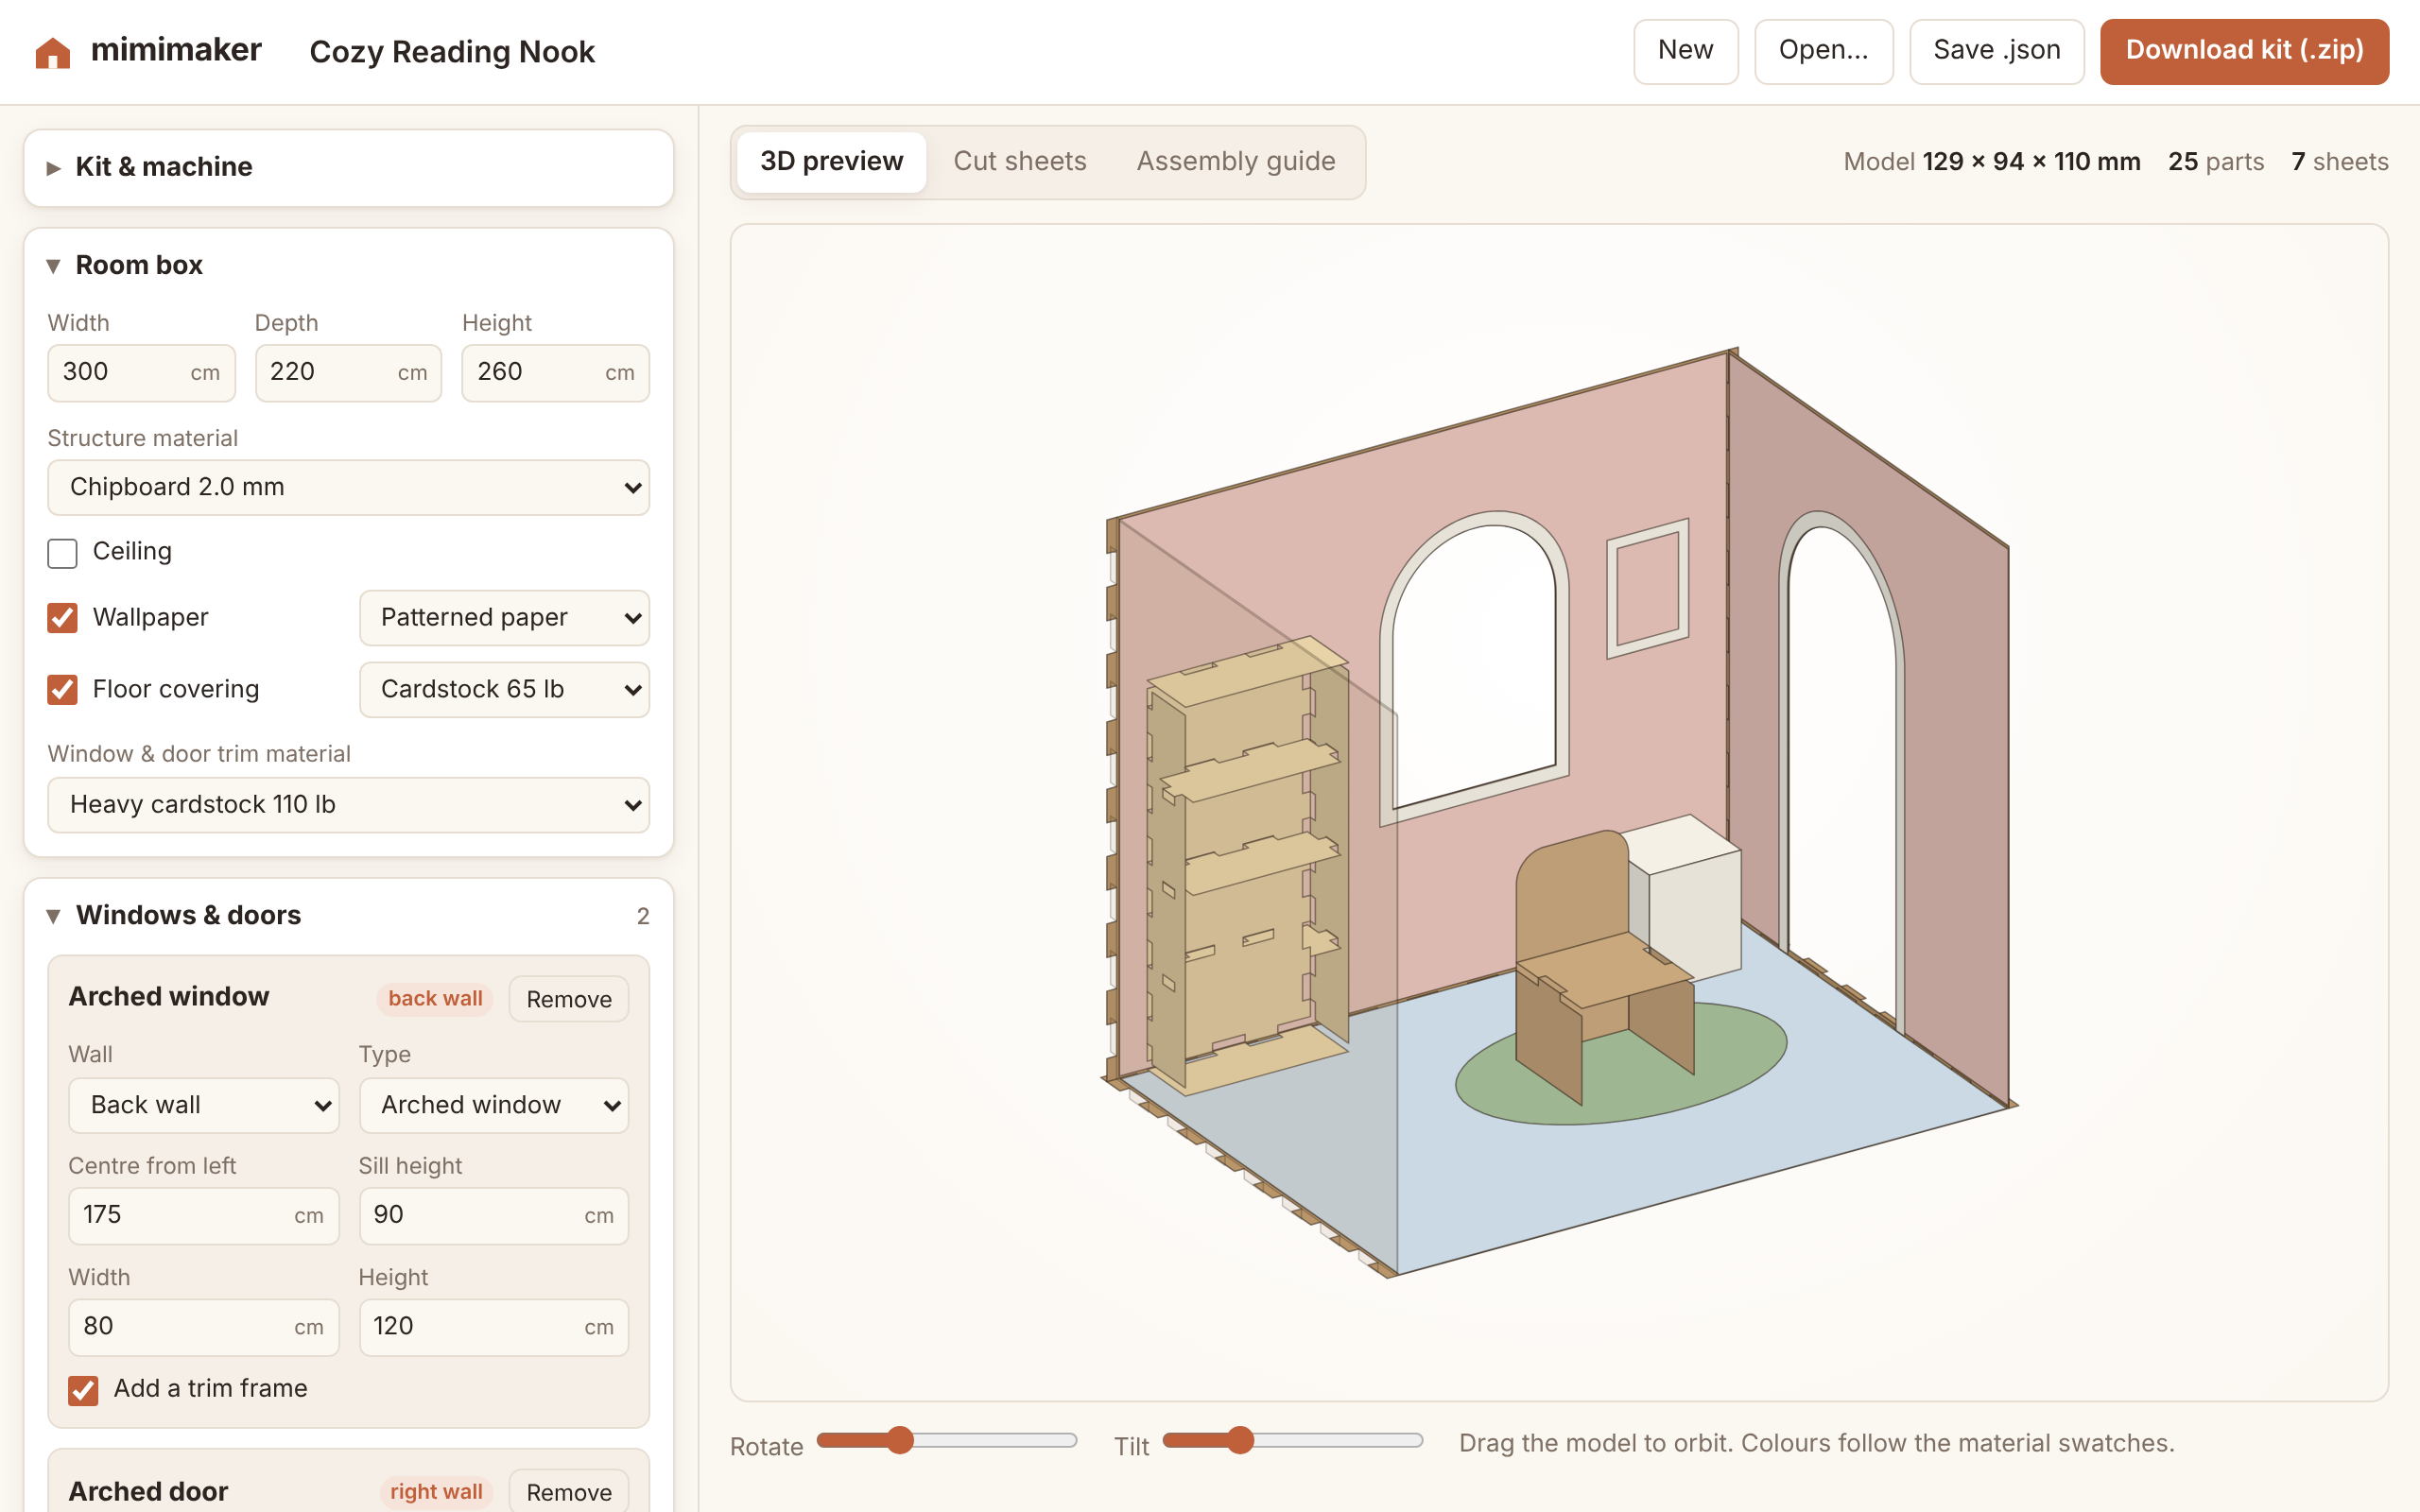 mimimaker
Cozy Reading Nook
New
Open...
Save .json
Download kit (.zip)
Kit & machine
Room box
Width
Depth
Height
300 cm
220 cm
260 cm
Structure material
Chipboard 2.0 mm
Ceiling
Wallpaper
Patterned paper
Floor covering
Cardstock 65 lb
Window & door trim material
Heavy cardstock 110 lb
Windows & doors
2
Arched window
back wall
Remove
Wall
Type
Back wall
Arched window
Centre from left
Sill height
175 cm
90 cm
Width
Height
80 cm
120 cm
Add a trim frame
Arched door
right wall
Remove
3D preview
Cut sheets
Assembly guide
Model 129 × 94 × 110 mm
25 parts
7 sheets
Rotate
Tilt
Drag the model to orbit. Colours follow the material swatches.